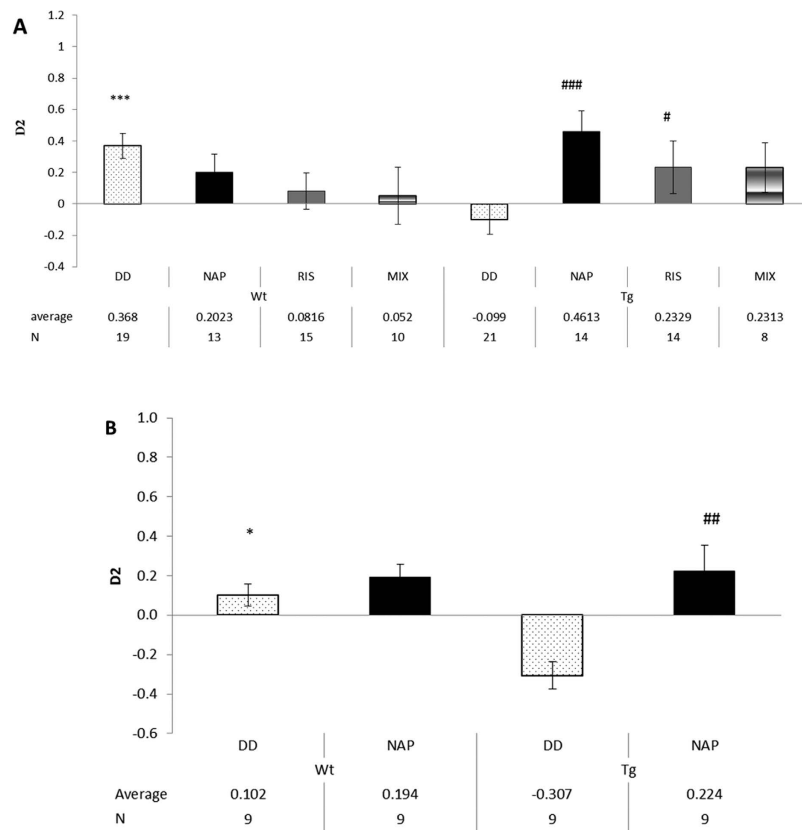 A
1.2
1
0.8
***
###
#
0.6
D2
0.4
0.2
0
-0.2
-0.4
DD NAP RIS MIX DD NAP RIS MIX
Wt Tg
average 0.368 0.2023 0.0816 0.052 -0.099 0.4613 0.2329 0.2313
N 19 13 15 10 21 14 14 8
B
1.0
0.8
0.6
*
##
0.4
D2
0.2
0.0
-0.2
-0.4
-0.6
DD NAP DD NAP
Wt Tg
Average 0.102 0.194 -0.307 0.224
N 9 9 9 9